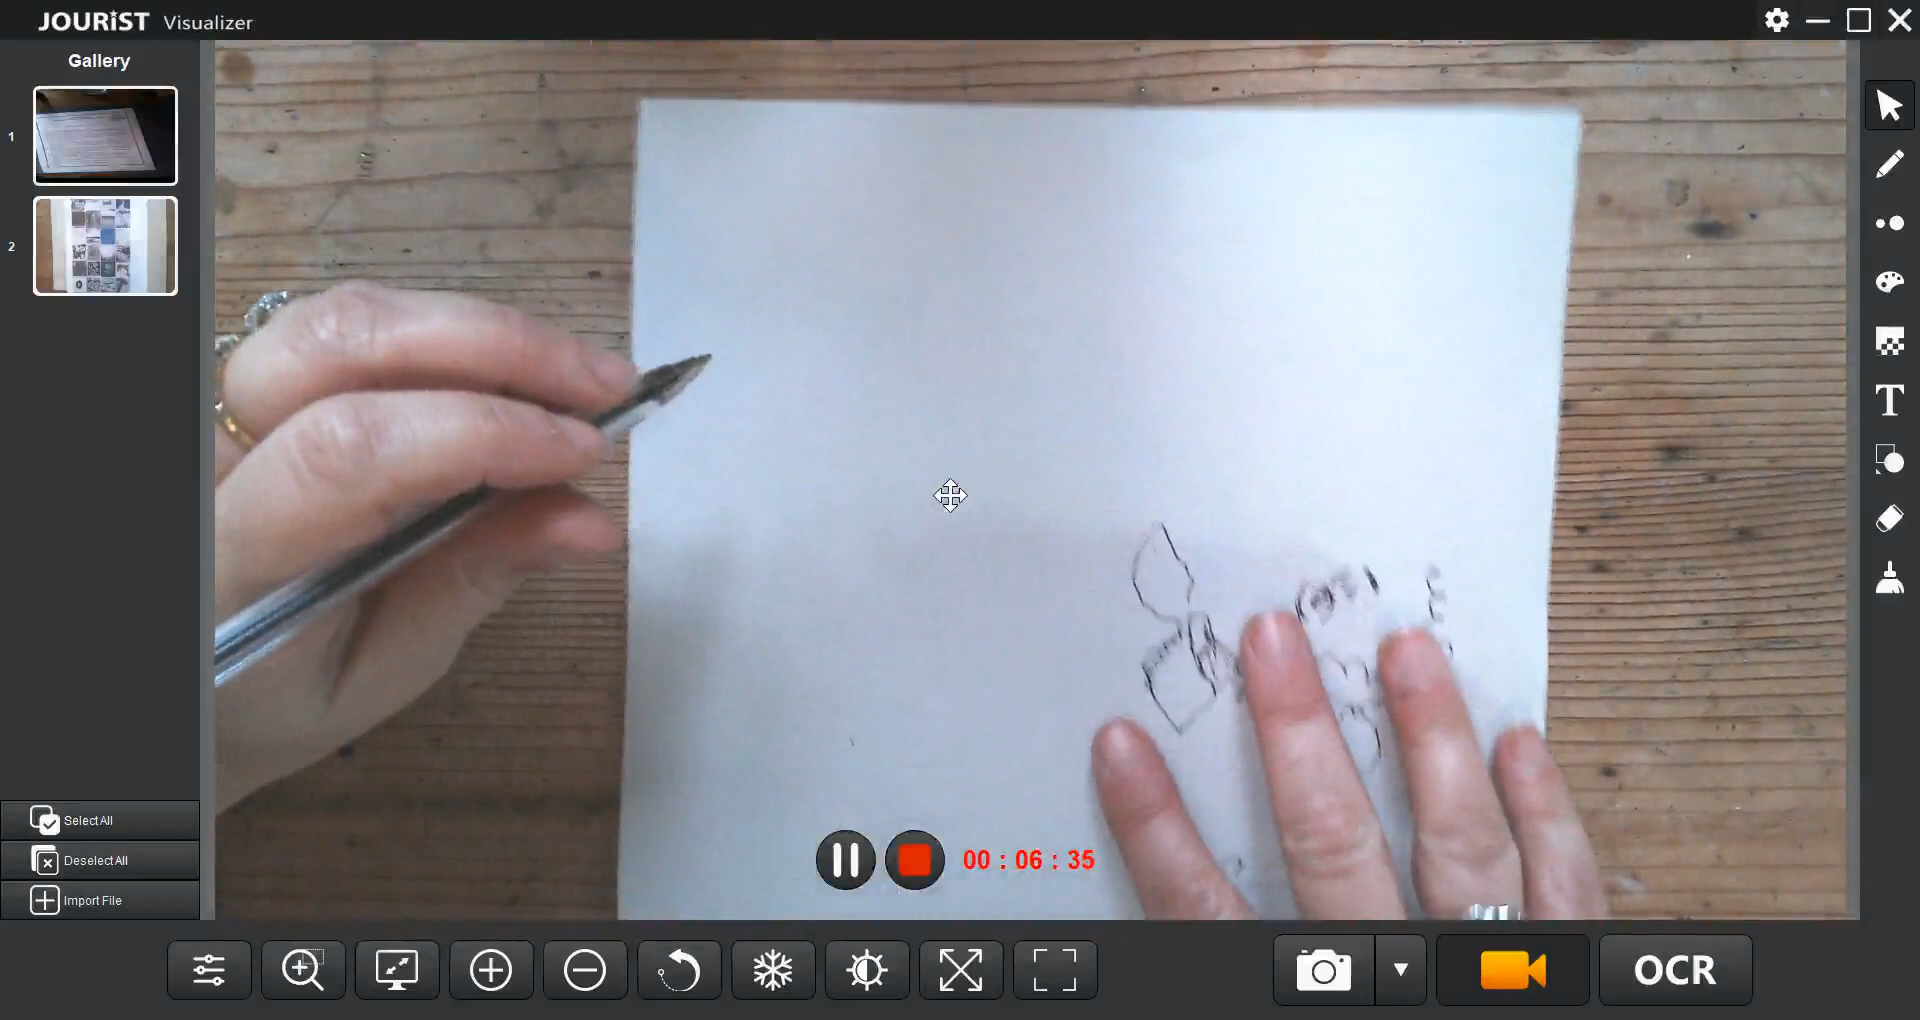 JOURiST Visualizer
Gallery
1
2
Select All
Deselect All
Import File
00 : 06 : 35
T
OCR